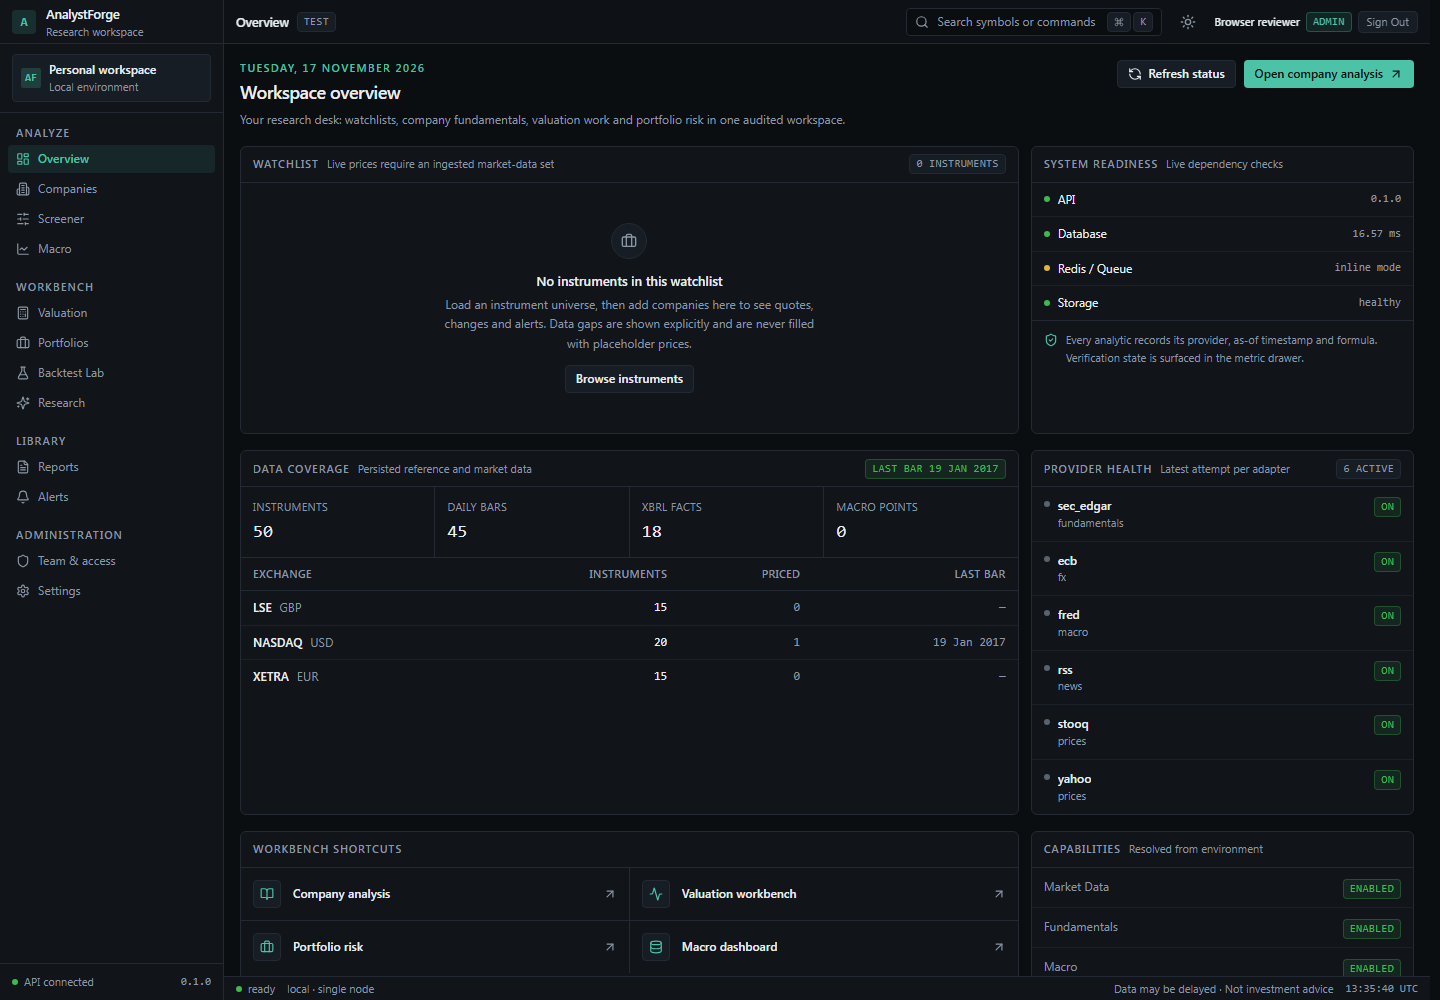 A
AnalystForge
Research workspace
AF
Personal workspace
Local environment
ANALYZE
Overview
Companies
Screener
Macro
WORKBENCH
Valuation
Portfolios
Backtest Lab
Research
LIBRARY
Reports
Alerts
ADMINISTRATION
Team & access
Settings
API connected 0.1.0
Overview TEST
Search symbols or commands ⌘ K
Browser reviewer ADMIN Sign Out
TUESDAY, 17 NOVEMBER 2026
Workspace overview
Your research desk: watchlists, company fundamentals, valuation work and portfolio risk in one audited workspace.
Refresh status
Open company analysis
WATCHLIST Live prices require an ingested market-data set 0 INSTRUMENTS
No instruments in this watchlist
Load an instrument universe, then add companies here to see quotes,
changes and alerts. Data gaps are shown explicitly and are never filled
with placeholder prices.
Browse instruments
SYSTEM READINESS Live dependency checks
API 0.1.0
Database 16.57 ms
Redis / Queue inline mode
Storage healthy
Every analytic records its provider, as-of timestamp and formula.
Verification state is surfaced in the metric drawer.
DATA COVERAGE Persisted reference and market data LAST BAR 19 JAN 2017
INSTRUMENTS DAILY BARS XBRL FACTS MACRO POINTS
50 45 18 0
EXCHANGE INSTRUMENTS PRICED LAST BAR
LSE GBP 15 0 —
NASDAQ USD 20 1 19 Jan 2017
XETRA EUR 15 0 —
PROVIDER HEALTH Latest attempt per adapter 6 ACTIVE
sec_edgar ON
fundamentals
ecb ON
fx
fred ON
macro
rss ON
news
stooq ON
prices
yahoo ON
prices
WORKBENCH SHORTCUTS
Company analysis
Valuation workbench
Portfolio risk
Macro dashboard
CAPABILITIES Resolved from environment
Market Data ENABLED
Fundamentals ENABLED
Macro ENABLED
ready local · single node
Data may be delayed · Not investment advice 13:35:40 UTC